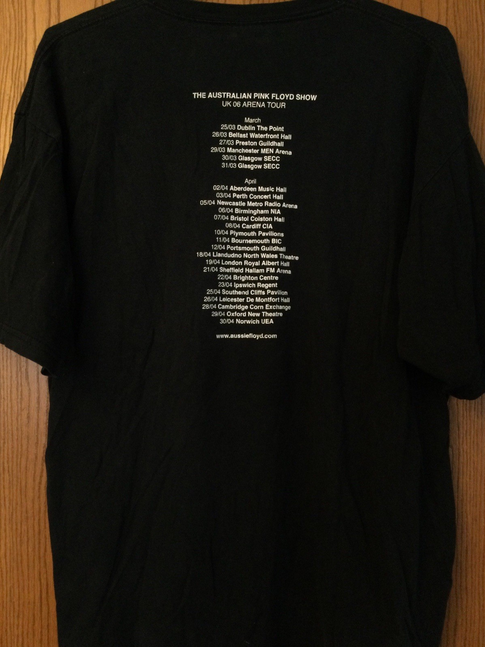 THE AUSTRALIAN PINK FLOYD SHOW
UK 06 ARENA TOUR
March
25/03 Dublin The Point
26/03 Belfast Waterfront Hall
27/03 Preston Guildhall
29/03 Manchester MEN Arena
30/03 Glasgow SECC
31/03 Glasgow SECC
April
02/04 Aberdeen Music Hall
03/04 Perth Concert Hall
05/04 Newcastle Metro Radio Arena
06/04 Birmingham NIA
07/04 Bristol Colston Hall
08/04 Cardiff CIA
10/04 Plymouth Pavilions
11/04 Bournemouth BIC
12/04 Portsmouth Guildhall
18/04 Llandudno North Wales Theatre
19/04 London Royal Albert Hall
21/04 Sheffield Hallam FM Arena
22/04 Brighton Centre
23/04 Ipswich Regent
25/04 Southend Cliffs Pavilion
26/04 Leicester De Montfort Hall
28/04 Cambridge Corn Exchange
29/04 Oxford New Theatre
30/04 Norwich UEA
www.aussiefloyd.com